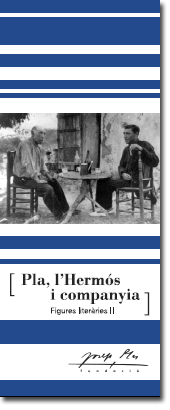 [ Pla, l'Hermós
i companyia ]
Figures literàries II
Josep Pla
fundació